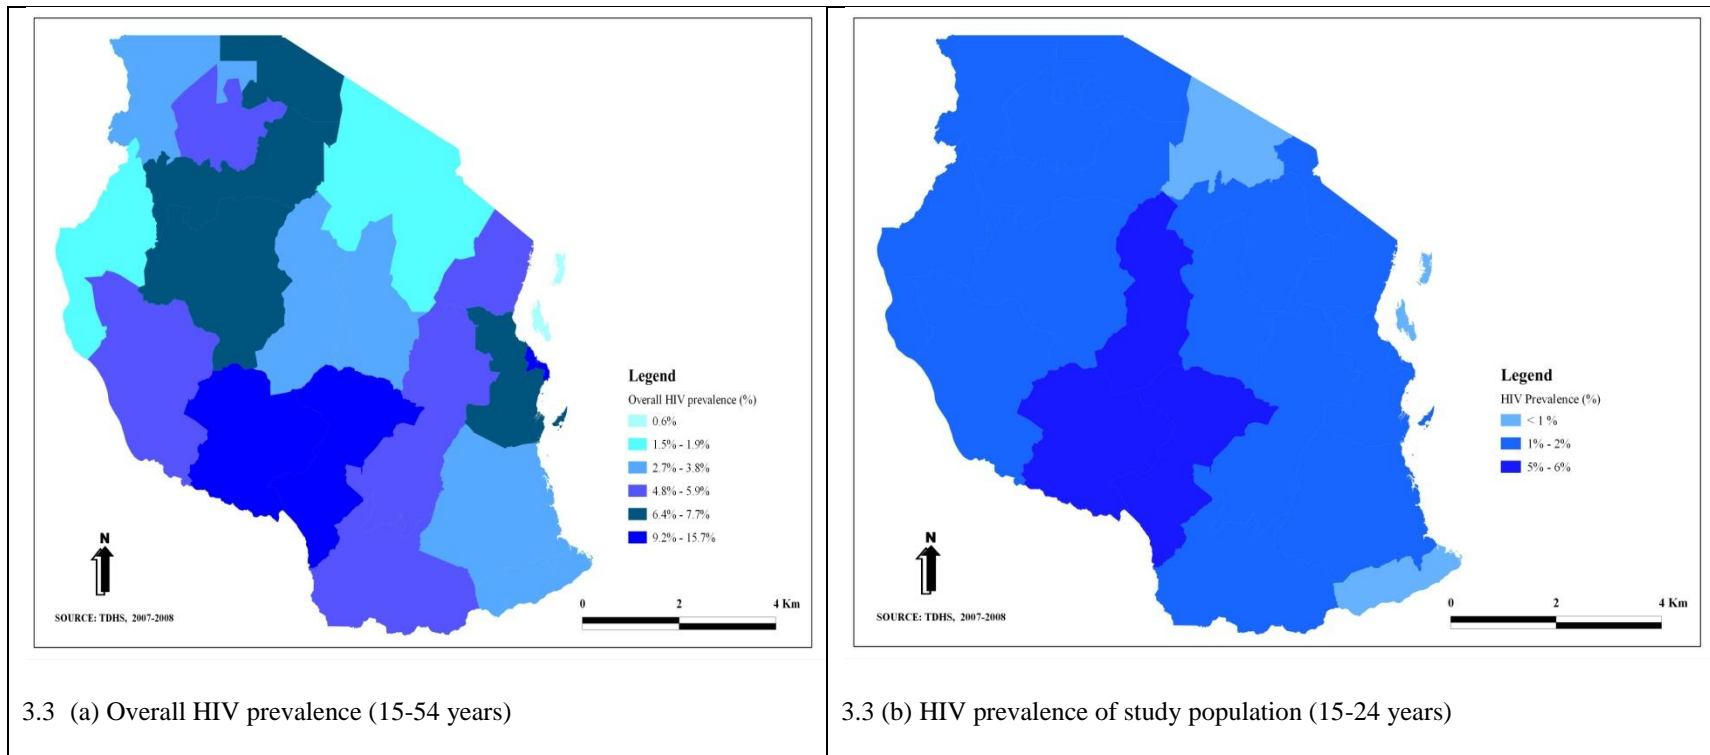 Legend
Overall HIV prevalence (%)
0.6%
1.5% - 1.9%
2.7% - 3.8%
4.8% - 5.9%
6.4% - 7.7%
9.2% - 15.7%
N
SOURCE: TDHS, 2007-2008
0 2 4 Km
3.3 (a) Overall HIV prevalence (15-54 years)
Legend
HIV Prevalence (%)
< 1 %
1% - 2%
5% - 6%
N
SOURCE: TDHS, 2007-2008
0 2 4 Km
3.3 (b) HIV prevalence of study population (15-24 years)